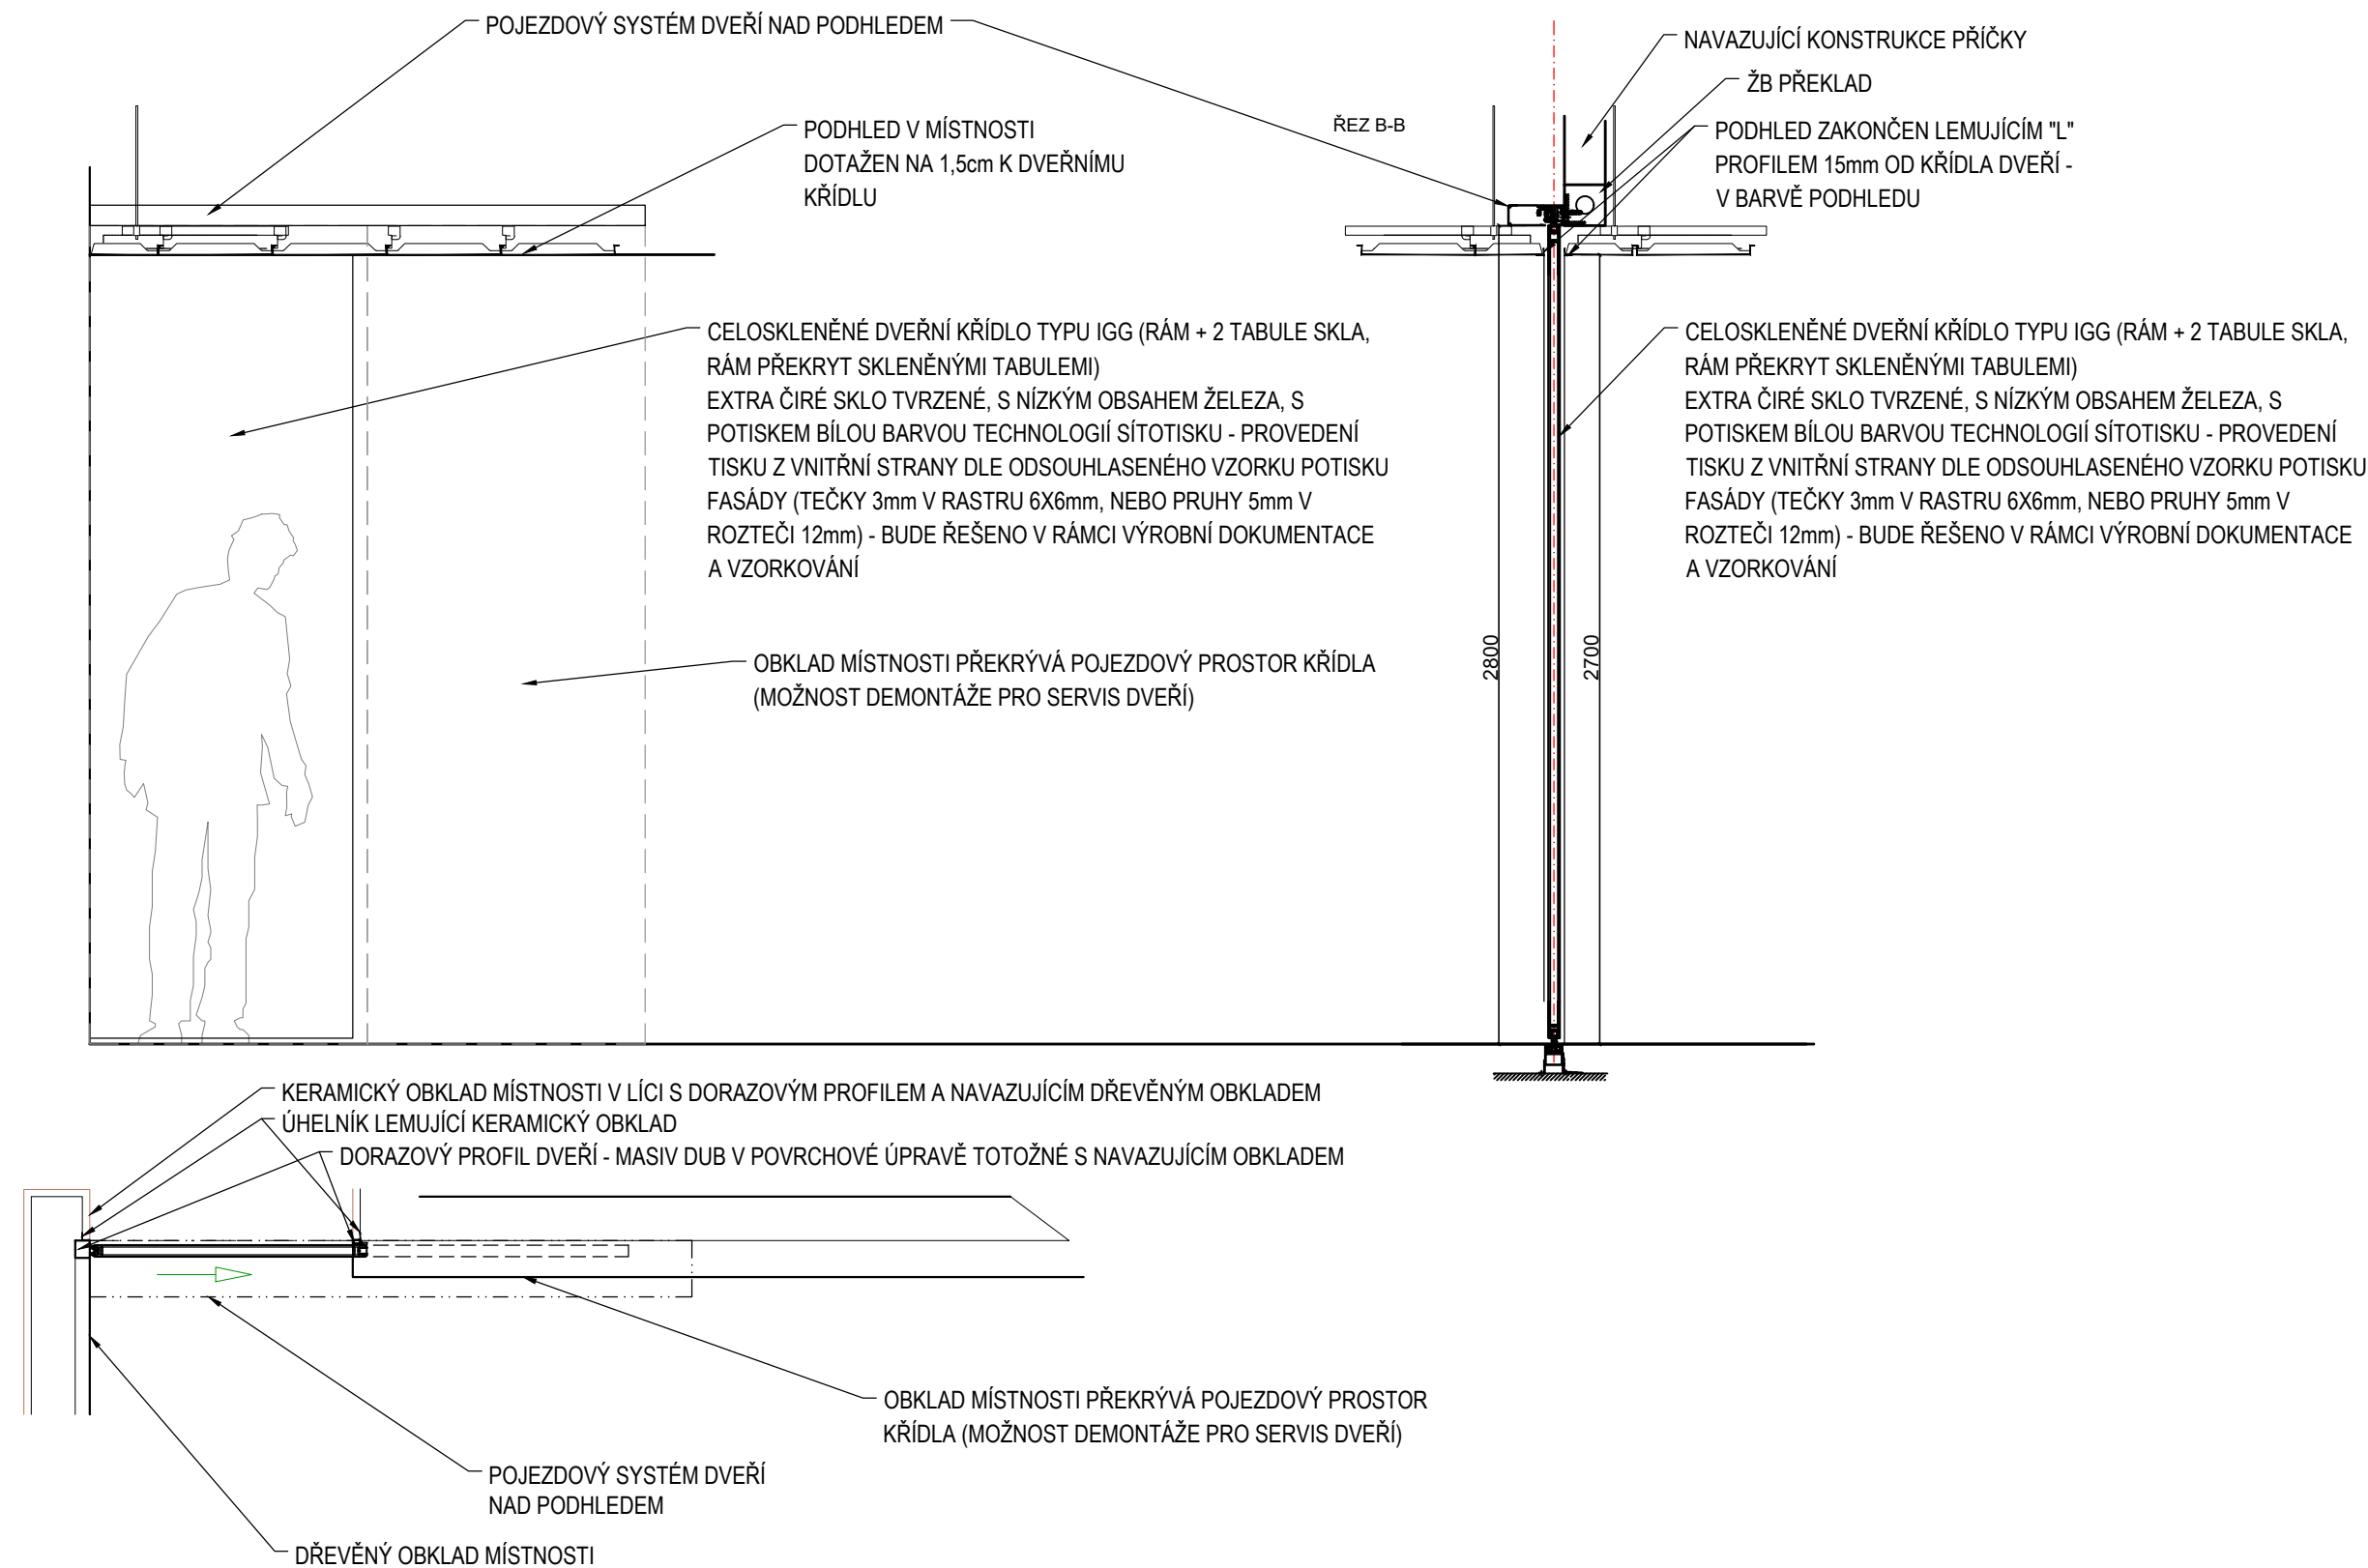 POJEZDOVÝ SYSTÉM DVEŘÍ NAD PODHLEDEM
NAVAZUJÍCÍ KONSTRUKCE PŘÍČKY
ŽB PŘEKLAD
ŘEZ B-B
PODHLED V MÍSTNOSTI
DOTAŽEN NA 1,5cm K DVEŘNÍMU
KŘÍDLU
PODHLED ZAKONČEN LEMUJÍCÍM "L"
PROFILEM 15mm OD KŘÍDLA DVEŘÍ -
V BARVĚ PODHLEDU
CELOSKLENĚNÉ DVEŘNÍ KŘÍDLO TYPU IGG (RÁM + 2 TABULE SKLA,
RÁM PŘEKRYT SKLENĚNÝMI TABULEMI)
EXTRA ČIRÉ SKLO TVRZENÉ, S NÍZKÝM OBSAHEM ŽELEZA, S
POTISKEM BÍLOU BARVOU TECHNOLOGIÍ SÍTOTISKU - PROVEDENÍ
TISKU Z VNITŘNÍ STRANY DLE ODSOUHLASENÉHO VZORKU POTISKU
FASÁDY (TEČKY 3mm V RASTRU 6X6mm, NEBO PRUHY 5mm V
ROZTEČI 12mm) - BUDE ŘEŠENO V RÁMCI VÝROBNÍ DOKUMENTACE
A VZORKOVÁNÍ
CELOSKLENĚNÉ DVEŘNÍ KŘÍDLO TYPU IGG (RÁM + 2 TABULE SKLA,
RÁM PŘEKRYT SKLENĚNÝMI TABULEMI)
EXTRA ČIRÉ SKLO TVRZENÉ, S NÍZKÝM OBSAHEM ŽELEZA, S
POTISKEM BÍLOU BARVOU TECHNOLOGIÍ SÍTOTISKU - PROVEDENÍ
TISKU Z VNITŘNÍ STRANY DLE ODSOUHLASENÉHO VZORKU POTISKU
FASÁDY (TEČKY 3mm V RASTRU 6X6mm, NEBO PRUHY 5mm V
ROZTEČI 12mm) - BUDE ŘEŠENO V RÁMCI VÝROBNÍ DOKUMENTACE
A VZORKOVÁNÍ
OBKLAD MÍSTNOSTI PŘEKRÝVÁ POJEZDOVÝ PROSTOR KŘÍDLA
(MOŽNOST DEMONTÁŽE PRO SERVIS DVEŘÍ)
2800
2700
KERAMICKÝ OBKLAD MÍSTNOSTI V LÍCI S DORAZOVÝM PROFILEM A NAVAZUJÍCÍM DŘEVĚNÝM OBKLADEM
ÚHELNÍK LEMUJÍCÍ KERAMICKÝ OBKLAD
DORAZOVÝ PROFIL DVEŘÍ - MASIV DUB V POVRCHOVÉ ÚPRAVĚ TOTOŽNÉ S NAVAZUJÍCÍM OBKLADEM
OBKLAD MÍSTNOSTI PŘEKRÝVÁ POJEZDOVÝ PROSTOR
KŘÍDLA (MOŽNOST DEMONTÁŽE PRO SERVIS DVEŘÍ)
POJEZDOVÝ SYSTÉM DVEŘÍ
NAD PODHLEDEM
DŘEVĚNÝ OBKLAD MÍSTNOSTI